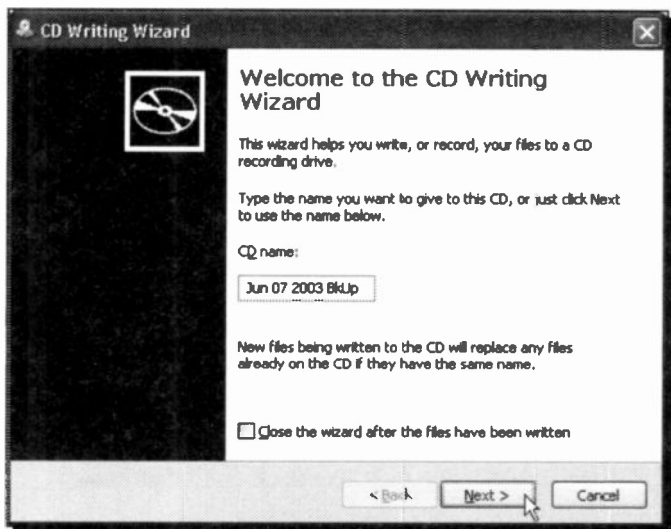 CD Writing Wizard
Welcome to the CD Writing
Wizard
This wizard helps you write, or record, your files to a CD
recording drive.
Type the name you want to give to this CD, or just click Next
to use the name below.
CD name:
Jun 07 2003 BkUp
New files being written to the CD will replace any files
already on the CD if they have the same name.
Close the wizard after the files have been written
< Back Next > Cancel